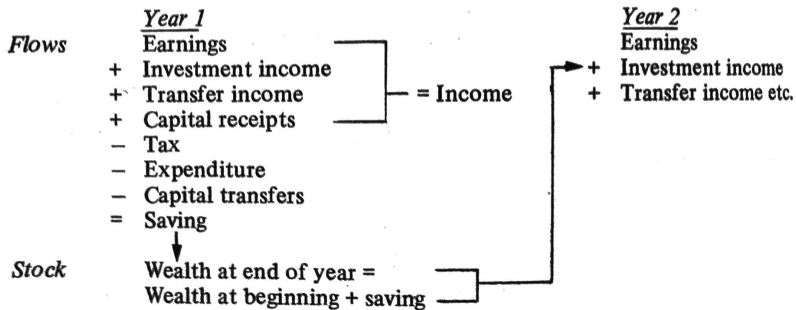 Year 1 Year 2
Flows Earnings Earnings
+ Investment income + Investment income
+ Transfer income = Income + Transfer income etc.
+ Capital receipts
− Tax
− Expenditure
− Capital transfers
= Saving
Stock Wealth at end of year =
Wealth at beginning + saving